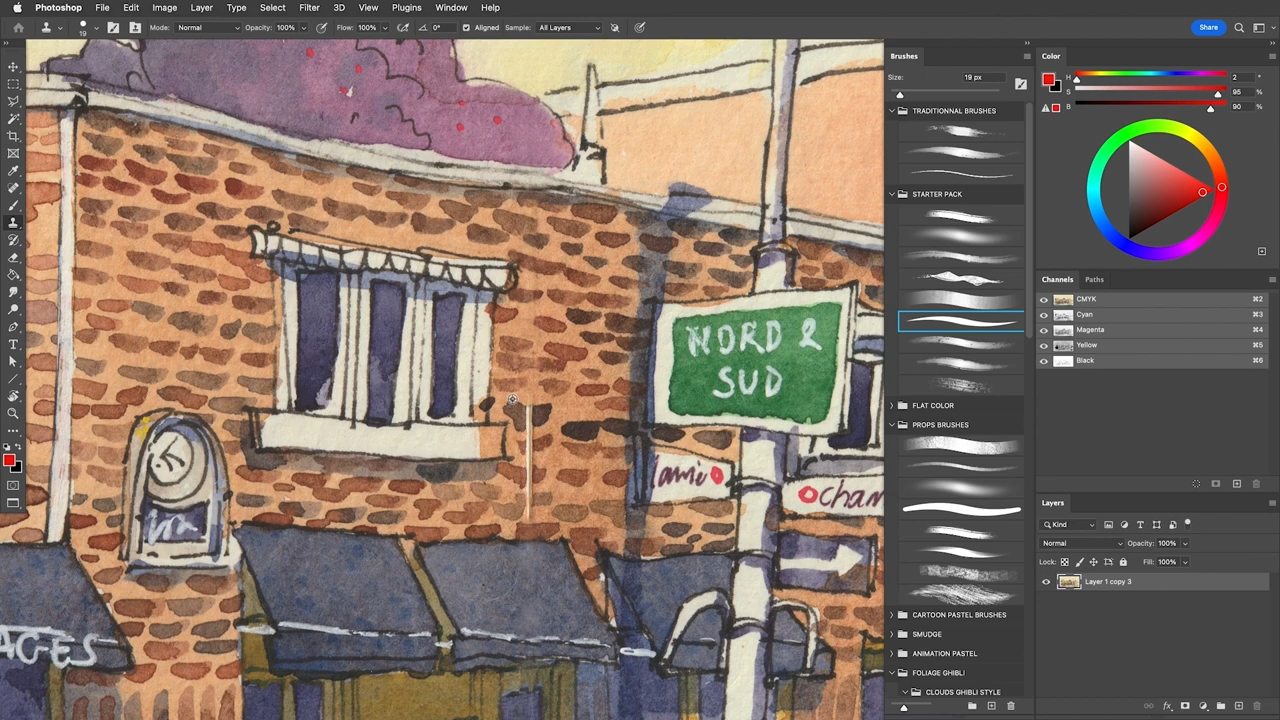 Photoshop File Edit Image Layer Type Select Filter 3D View Plugins Window Help
19 Mode: Normal Opacity: 100% Flow: 100% 0° Aligned Sample: All Layers Share
Brushes
Size: 19 px
TRADITIONNAL BRUSHES
STARTER PACK
FLAT COLOR
PROPS BRUSHES
CARTOON PASTEL BRUSHES
SMUDGE
ANIMATION PASTEL
FOLIAGE GHIBLI
CLOUDS GHIBLI STYLE
Color
H 2 °
S 95 %
B 90 %
Channels Paths
CMYK ⌘2
Cyan ⌘3
Magenta ⌘4
Yellow ⌘5
Black ⌘6
Layers
Kind
Normal Opacity: 100%
Lock: Fill: 100%
Layer 1 copy 3
NORD &
SUD
cham
AGES